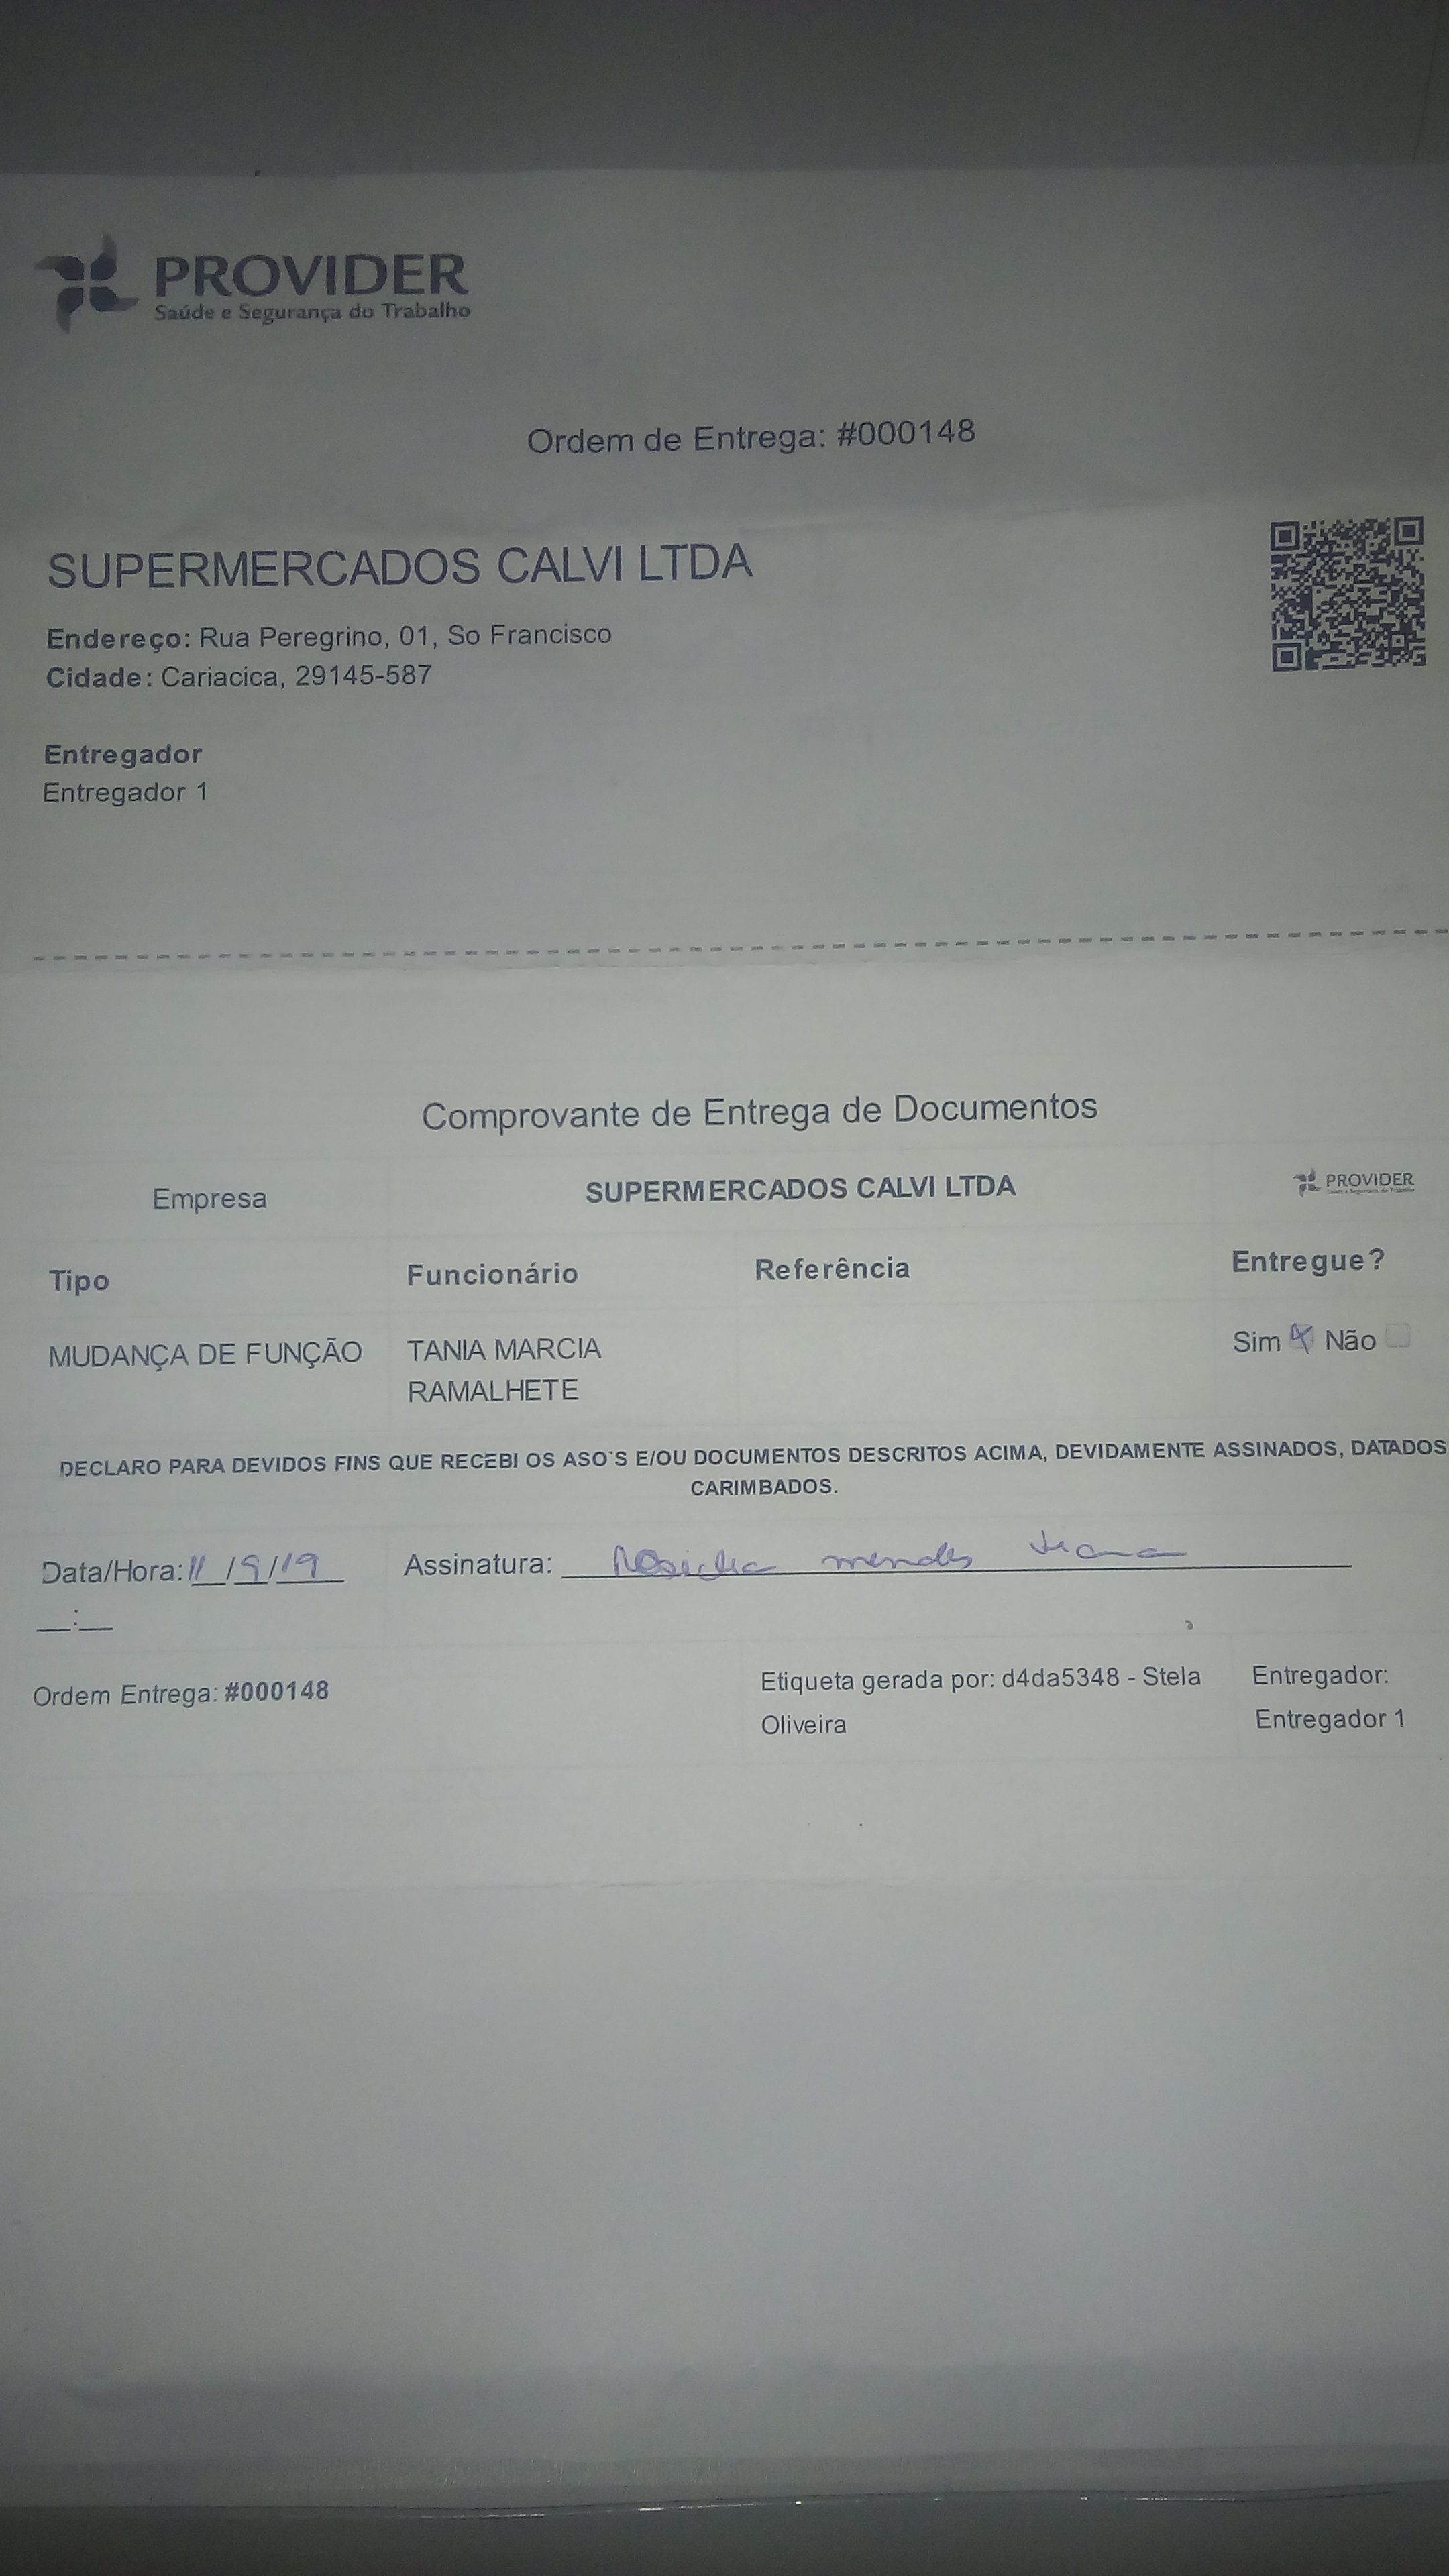 PROVIDER
Saúde e Segurança do Trabalho
Ordem de Entrega: #000148
SUPERMERCADOS CALVI LTDA
Endereço: Rua Peregrino, 01, So Francisco
Cidade: Cariacica, 29145-587
Entregador
Entregador 1
Comprovante de Entrega de Documentos
Empresa SUPERMERCADOS CALVI LTDA PROVIDER
Saúde e Segurança do Trabalho
Tipo Funcionário Referência Entregue?
MUDANÇA DE FUNÇÃO TANIA MARCIA Sim Não
RAMALHETE
DECLARO PARA DEVIDOS FINS QUE RECEBI OS ASO`S E/OU DOCUMENTOS DESCRITOS ACIMA, DEVIDAMENTE ASSINADOS, DATADOS
CARIMBADOS.
Data/Hora: 11/9/19 Assinatura: mendes
__:__
Ordem Entrega: #000148 Etiqueta gerada por: d4da5348 - Stela Entregador:
Oliveira Entregador 1